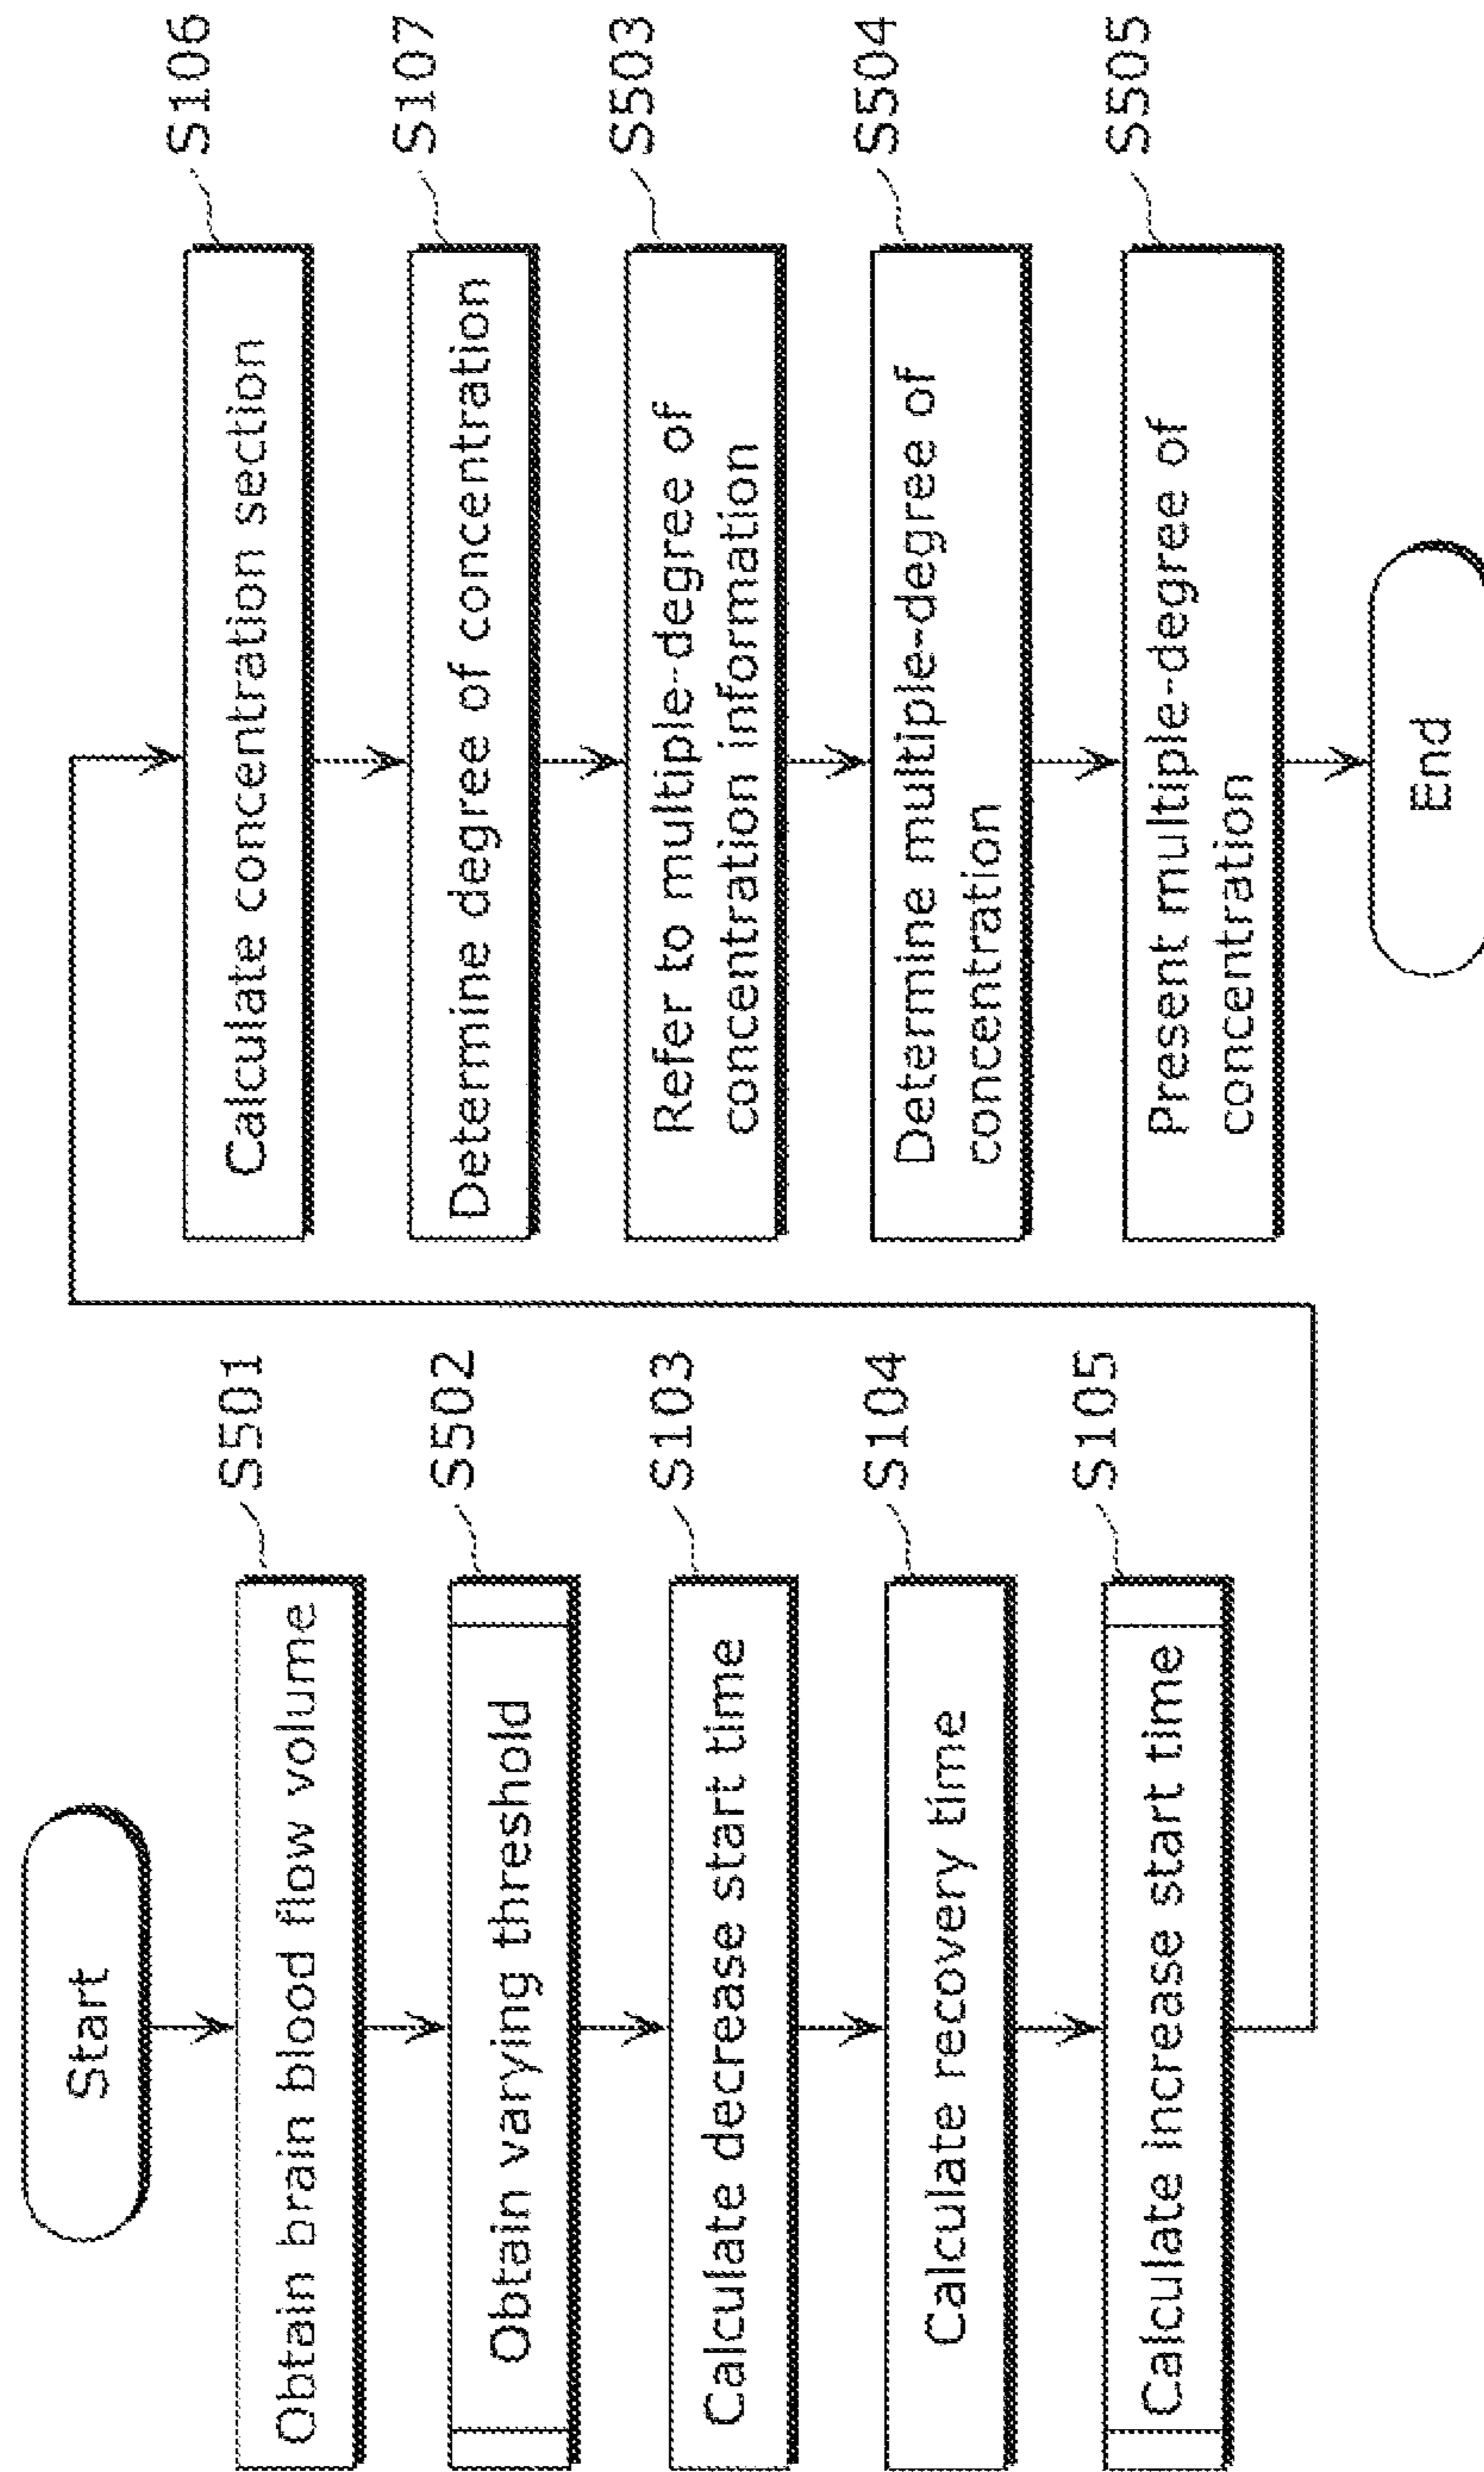 Start
Obtain brain blood flow volume
S501
Obtain varying threshold
S502
Calculate decrease start time
S103
Calculate recovery time
S104
Calculate increase start time
S105
Calculate concentration section
S106
Determine degree of concentration
S107
Refer to multiple-degree of
concentration information
S503
Determine multiple-degree of
concentration
S504
Present multiple-degree of
concentration
S505
End